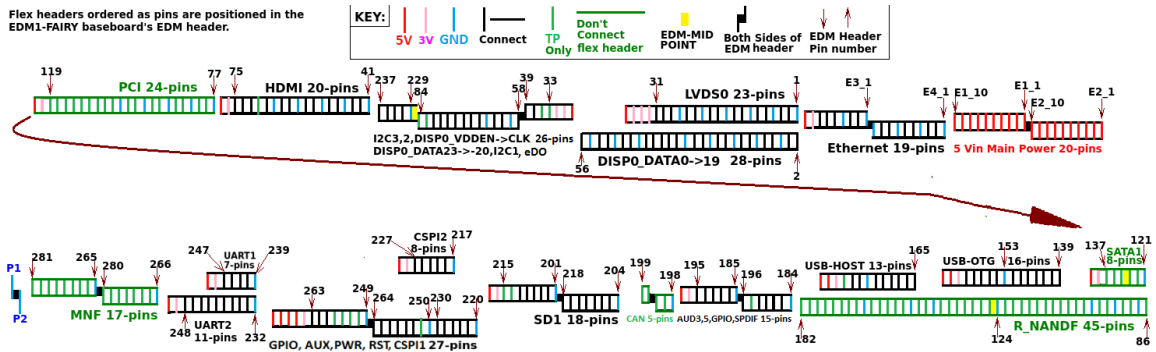 Flex headers ordered as pins are positioned in the
EDM1-FAIRY baseboard's EDM header.
KEY:
5V
3V
GND
Connect
TP
Only
Don't
Connect
flex header
EDM-MID
POINT
Both Sides of
EDM header
EDM Header
Pin number
119
PCI 24-pins
77
75
HDMI 20-pins
41
237
229
84
58
39
33
I2C3,2,DISP0_VDDEN->CLK 26-pins
DISP0_DATA23->-20,I2C1, eDO
31
LVDS0 23-pins
1
56
DISP0_DATA0->19 28-pins
2
E3_1
E4_1
Ethernet 19-pins
E1_10
E1_1
E2_10
E2_1
5 Vin Main Power 20-pins
P1
P2
281
265
280
266
MNF 17-pins
247
UART1
7-pins
239
248
UART2
11-pins
232
227
CSPI2
8-pins
217
263
249
264
250
230
220
GPIO, AUX,PWR, RST, CSPI1 27-pins
215
201
218
204
SD1 18-pins
199
198
CAN 5-pins
195
185
196
184
AUD3,5,GPIO,SPDIF 15-pins
USB-HOST 13-pins
165
USB-OTG
153
16-pins
139
137
SATA1
8-pins
121
182
124
R_NANDF 45-pins
86